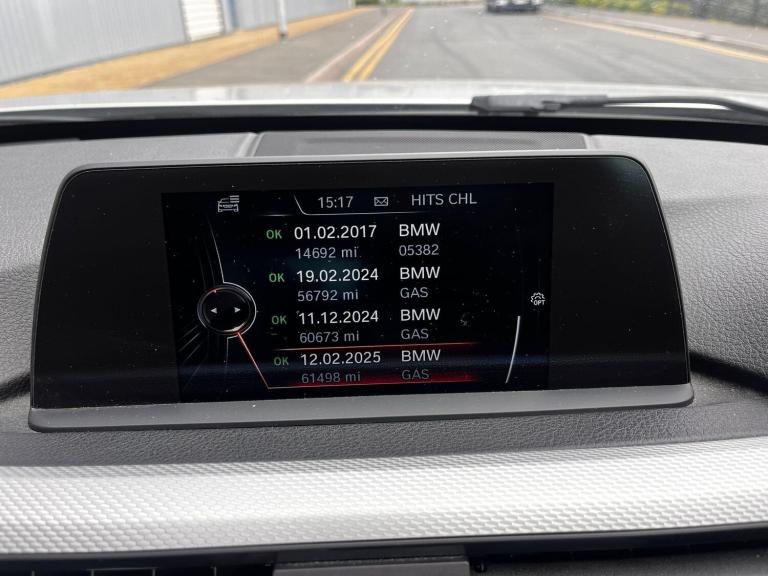 15:17 HITS CHL
OK 01.02.2017 BMW
14692 mi 05382
OK 19.02.2024 BMW
56792 mi GAS
OK 11.12.2024 BMW
60673 mi GAS
OPT
OK 12.02.2025 BMW
61498 mi GAS